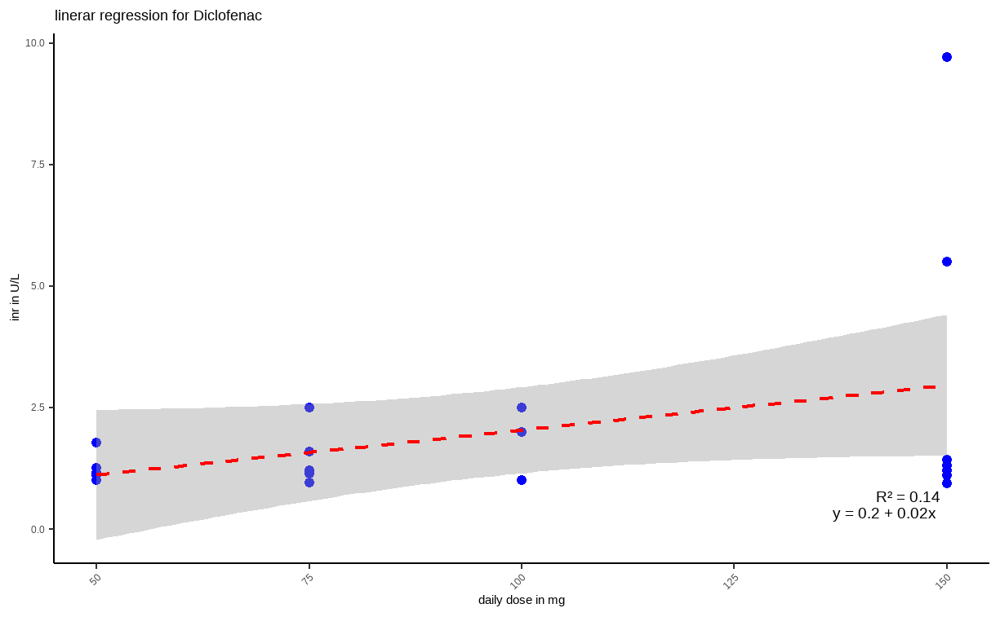 linerar regression for Diclofenac
10.0
7.5
5.0
2.5
0.0
inr in U/L
R² = 0.14
y = 0.2 + 0.02x
50
75
100
125
150
daily dose in mg